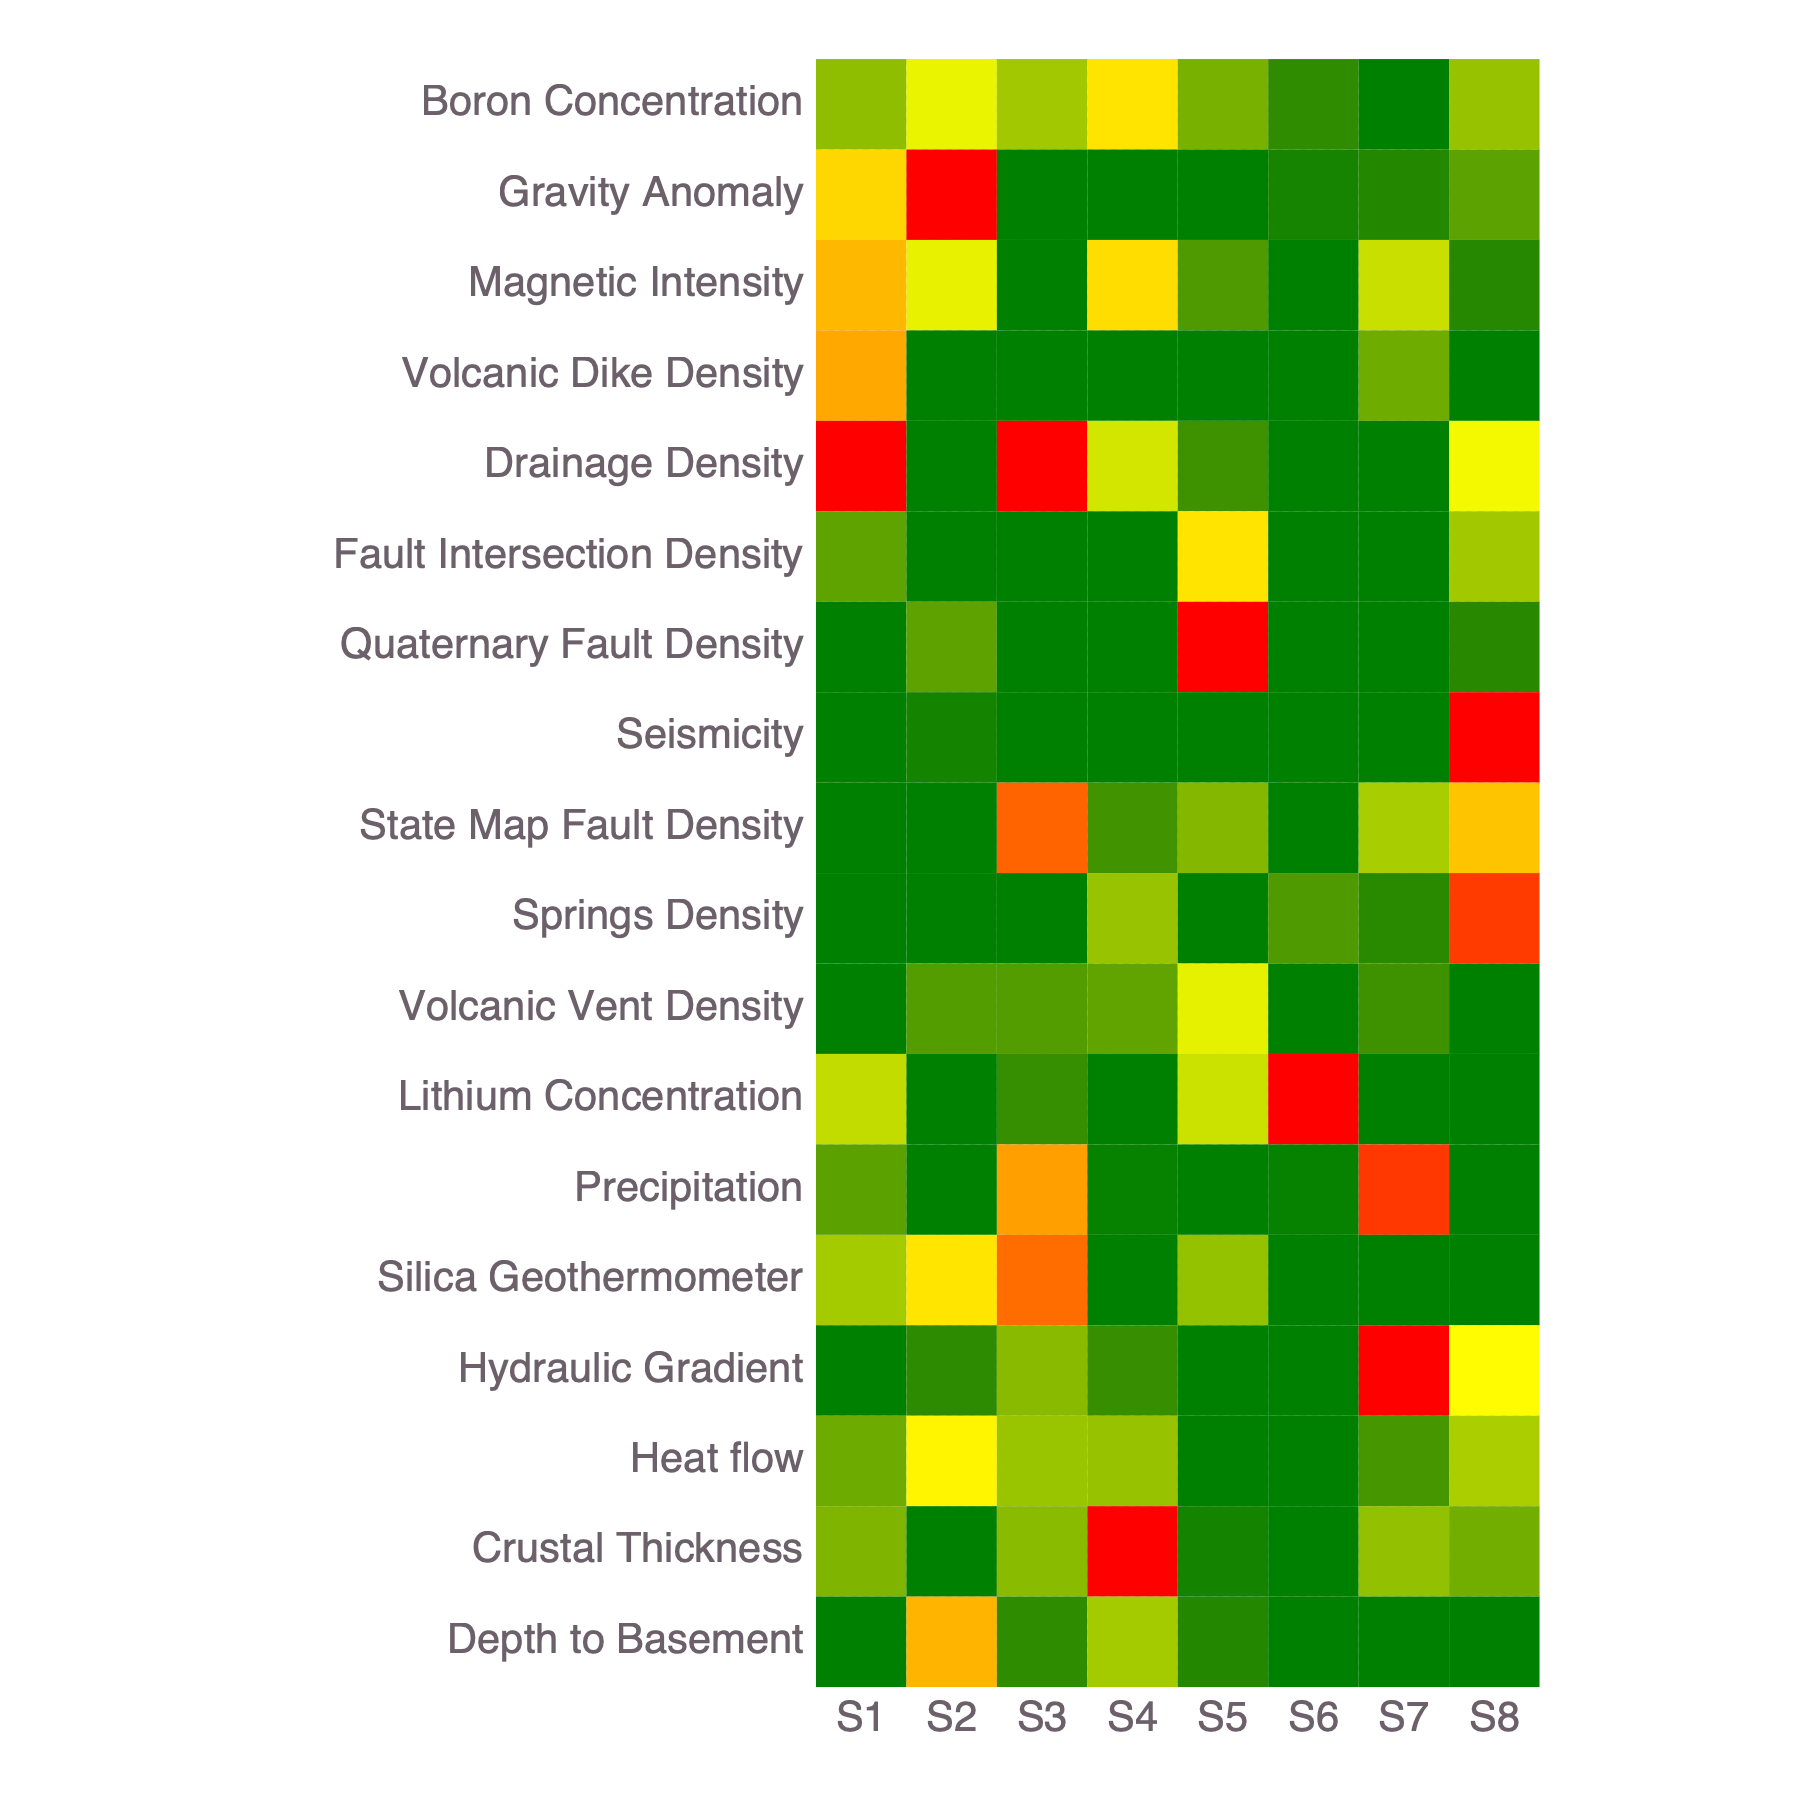 Boron Concentration
Gravity Anomaly
Magnetic Intensity
Volcanic Dike Density
Drainage Density
Fault Intersection Density
Quaternary Fault Density
Seismicity
State Map Fault Density
Springs Density
Volcanic Vent Density
Lithium Concentration
Precipitation
Silica Geothermometer
Hydraulic Gradient
Heat flow
Crustal Thickness
Depth to Basement
S1 S2 S3 S4 S5 S6 S7 S8